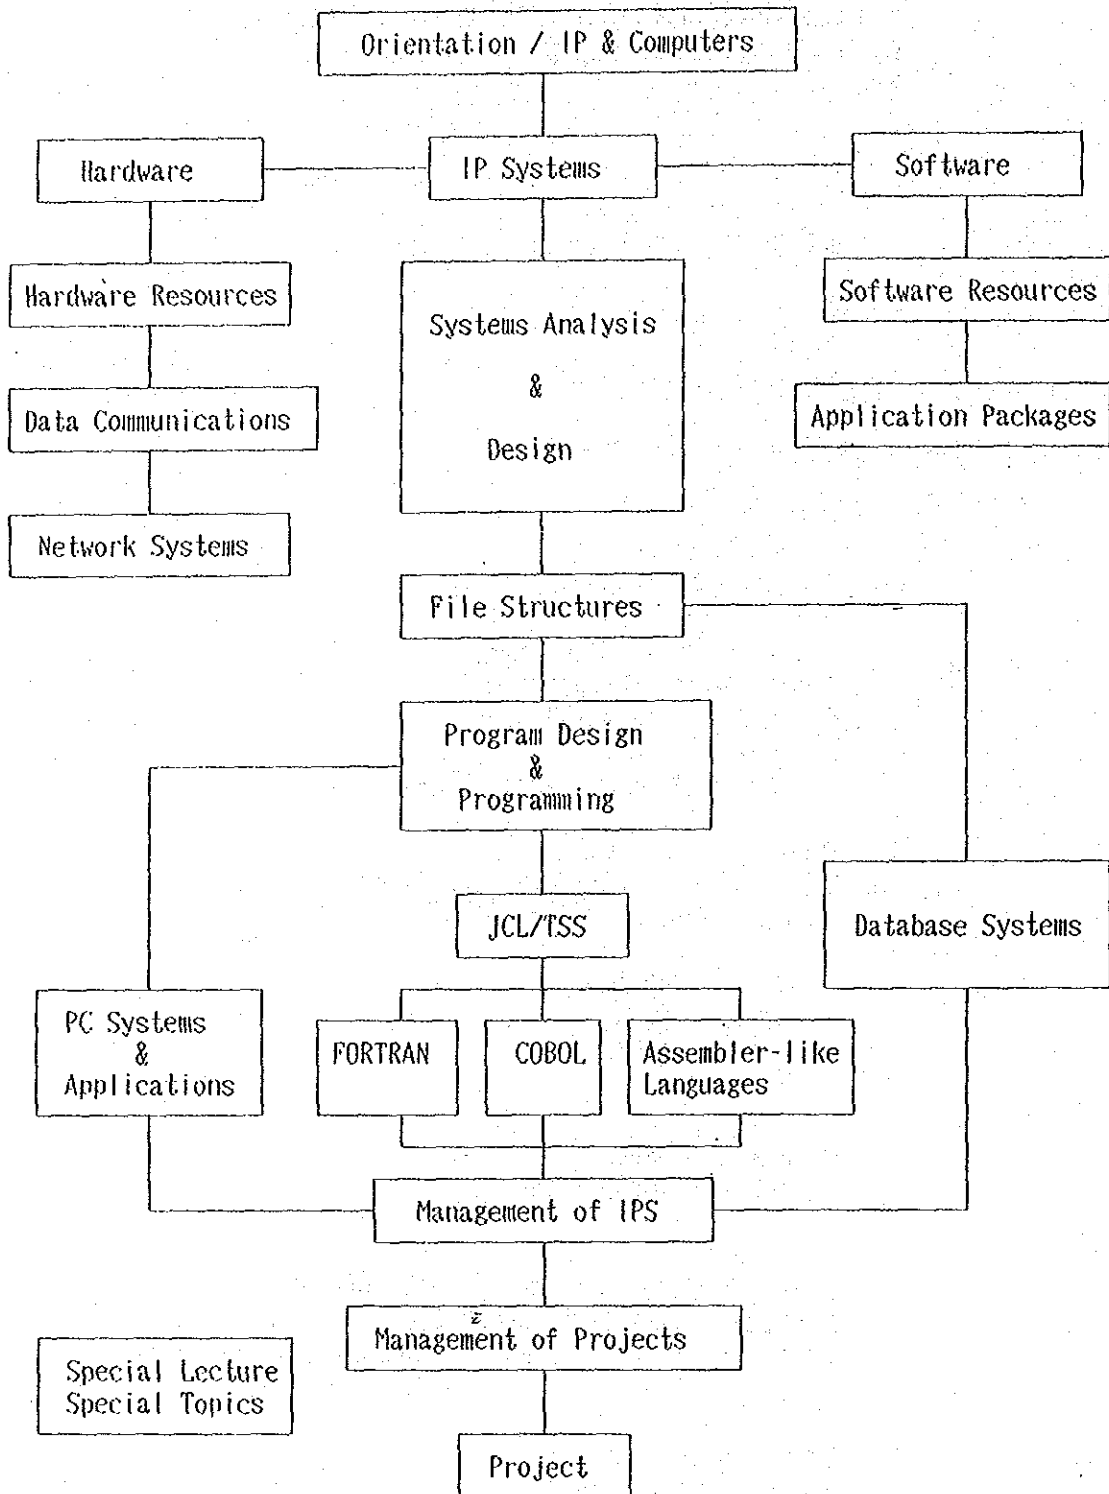 Orientation / IP & Computers
Hardware
IP Systems
Software
Hardware Resources
Systems Analysis
&
Design
Software Resources
Data Communications
Application Packages
Network Systems
File Structures
Program Design
&
Programming
JCL/TSS
Database Systems
PC Systems
&
Applications
FORTRAN
COBOL
Assembler-like
Languages
Management of IPS
Management of Projects
Special Lecture
Special Topics
Project